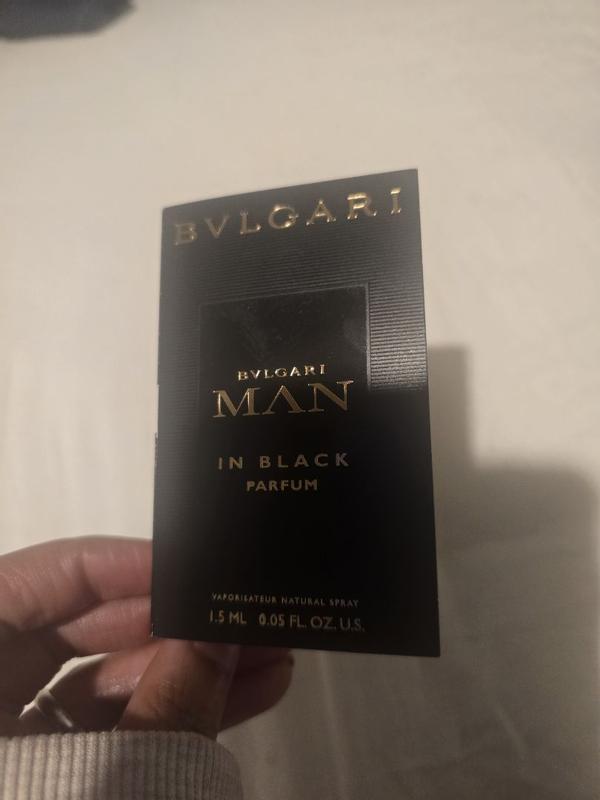 BVLGARI
BVLGARI
MAN
IN BLACK
PARFUM
VAPORISATEUR NATURAL SPRAY
1.5 ML 0.05 FL. OZ. U.S.